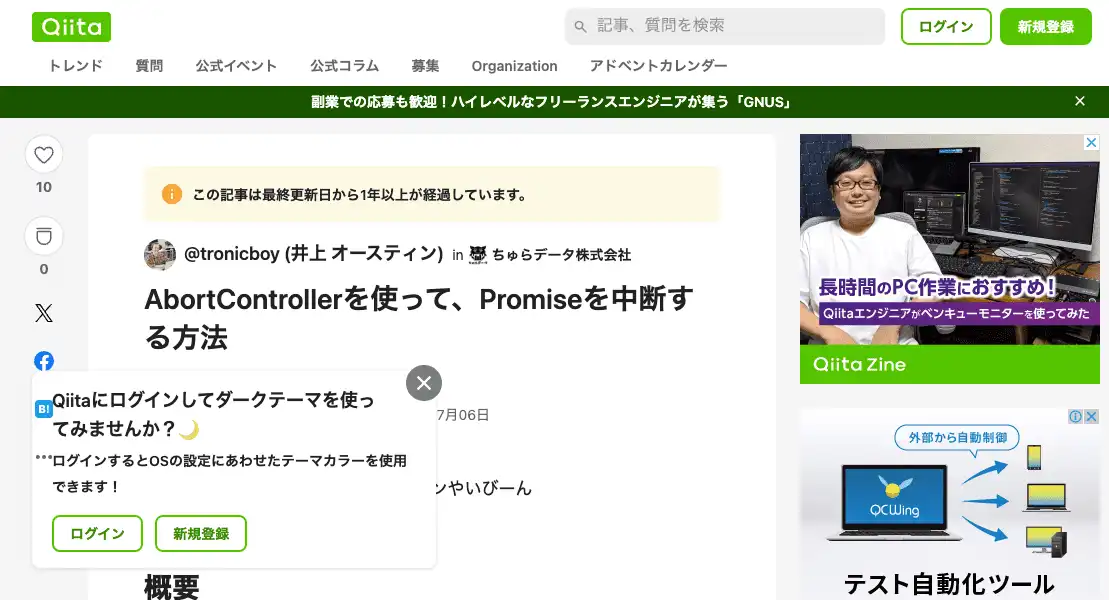 Qiita
記事、質問を検索
ログイン
新規登録
トレンド 質問 公式イベント 公式コラム 募集 Organization アドベントカレンダー
副業での応募も歓迎！ハイレベルなフリーランスエンジニアが集う「GNUS」
10
0
この記事は最終更新日から1年以上が経過しています。
@tronicboy (井上 オースティン) in ちゅらデータ株式会社
AbortControllerを使って、Promiseを中断す
る方法
7月06日
ンやいびーん
概要
B!
Qiitaにログインしてダークテーマを使っ
てみませんか？🌙
ログインするとOSの設定にあわせたテーマカラーを使用
できます！
ログイン
新規登録
長時間のPC作業におすすめ！
Qiitaエンジニアがベンキューモニターを使ってみた
Qiita Zine
外部から自動制御
QCWing
テスト自動化ツール